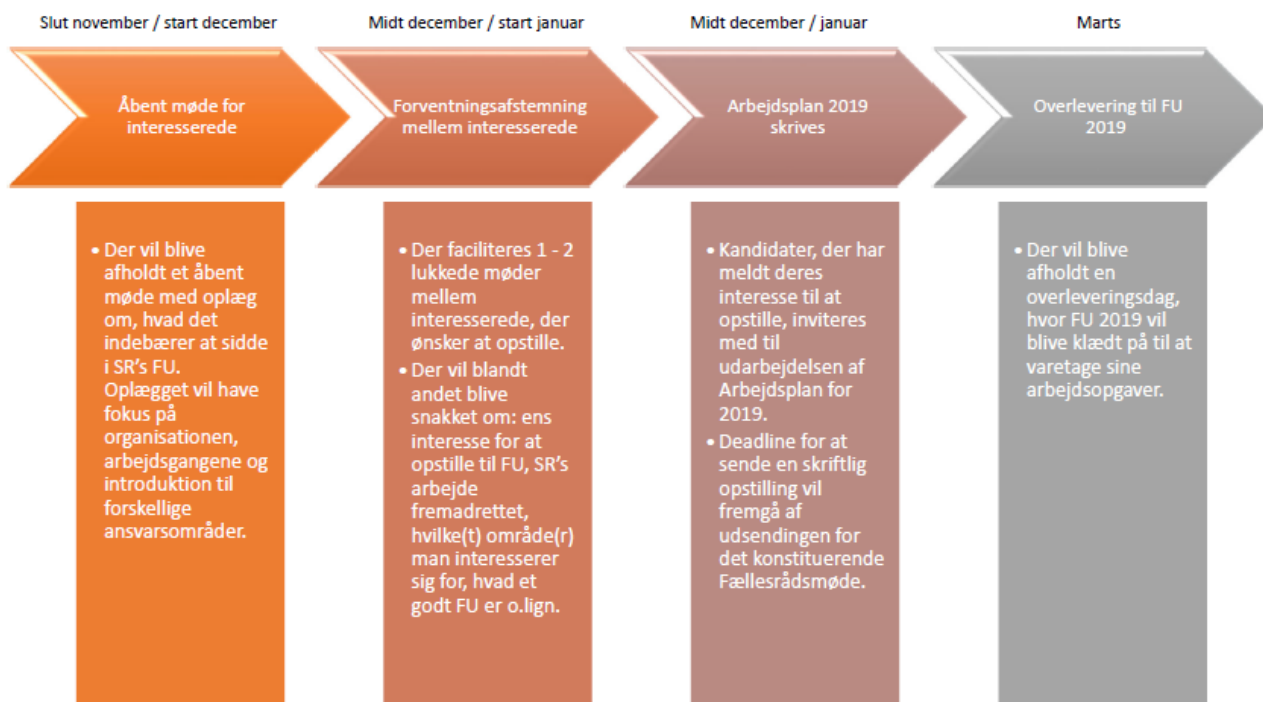 Slut november / start december
Midt december / start januar
Midt december / januar
Marts
Åbent møde for
interesserede
Forventningsafstemning
mellem interesserede
Arbejdsplan 2019
skrives
Overlevering til FU
2019
• Der vil blive
afholdt et åbent
møde med oplæg
om, hvad det
indebærer at sidde
i SR's FU.
Oplægget vil have
fokus på
organisationen,
arbejdsgangene og
introduktion til
forskellige
ansvarsområder.
• Der faciliteres 1 - 2
lukkede møder
mellem
interesserede, der
ønsker at opstille.
• Der vil blandt
andet blive
snakket om: ens
interesse for at
opstille til FU, SR's
arbejde
fremadrettet,
hvilke(t) område(r)
man interesserer
sig for, hvad et
godt FU er o.lign.
• Kandidater, der har
meldt deres
interesse til at
opstille, inviteres
med til
udarbejdelsen af
Arbejdsplan for
2019.
• Deadline for at
sende en skriftlig
opstilling vil
fremgå af
udsendingen for
det konstituerende
Fællesrådsmøde.
• Der vil blive
afholdt en
overleveringsdag,
hvor FU 2019 vil
blive klædt på til at
varetage sine
arbejdsopgaver.